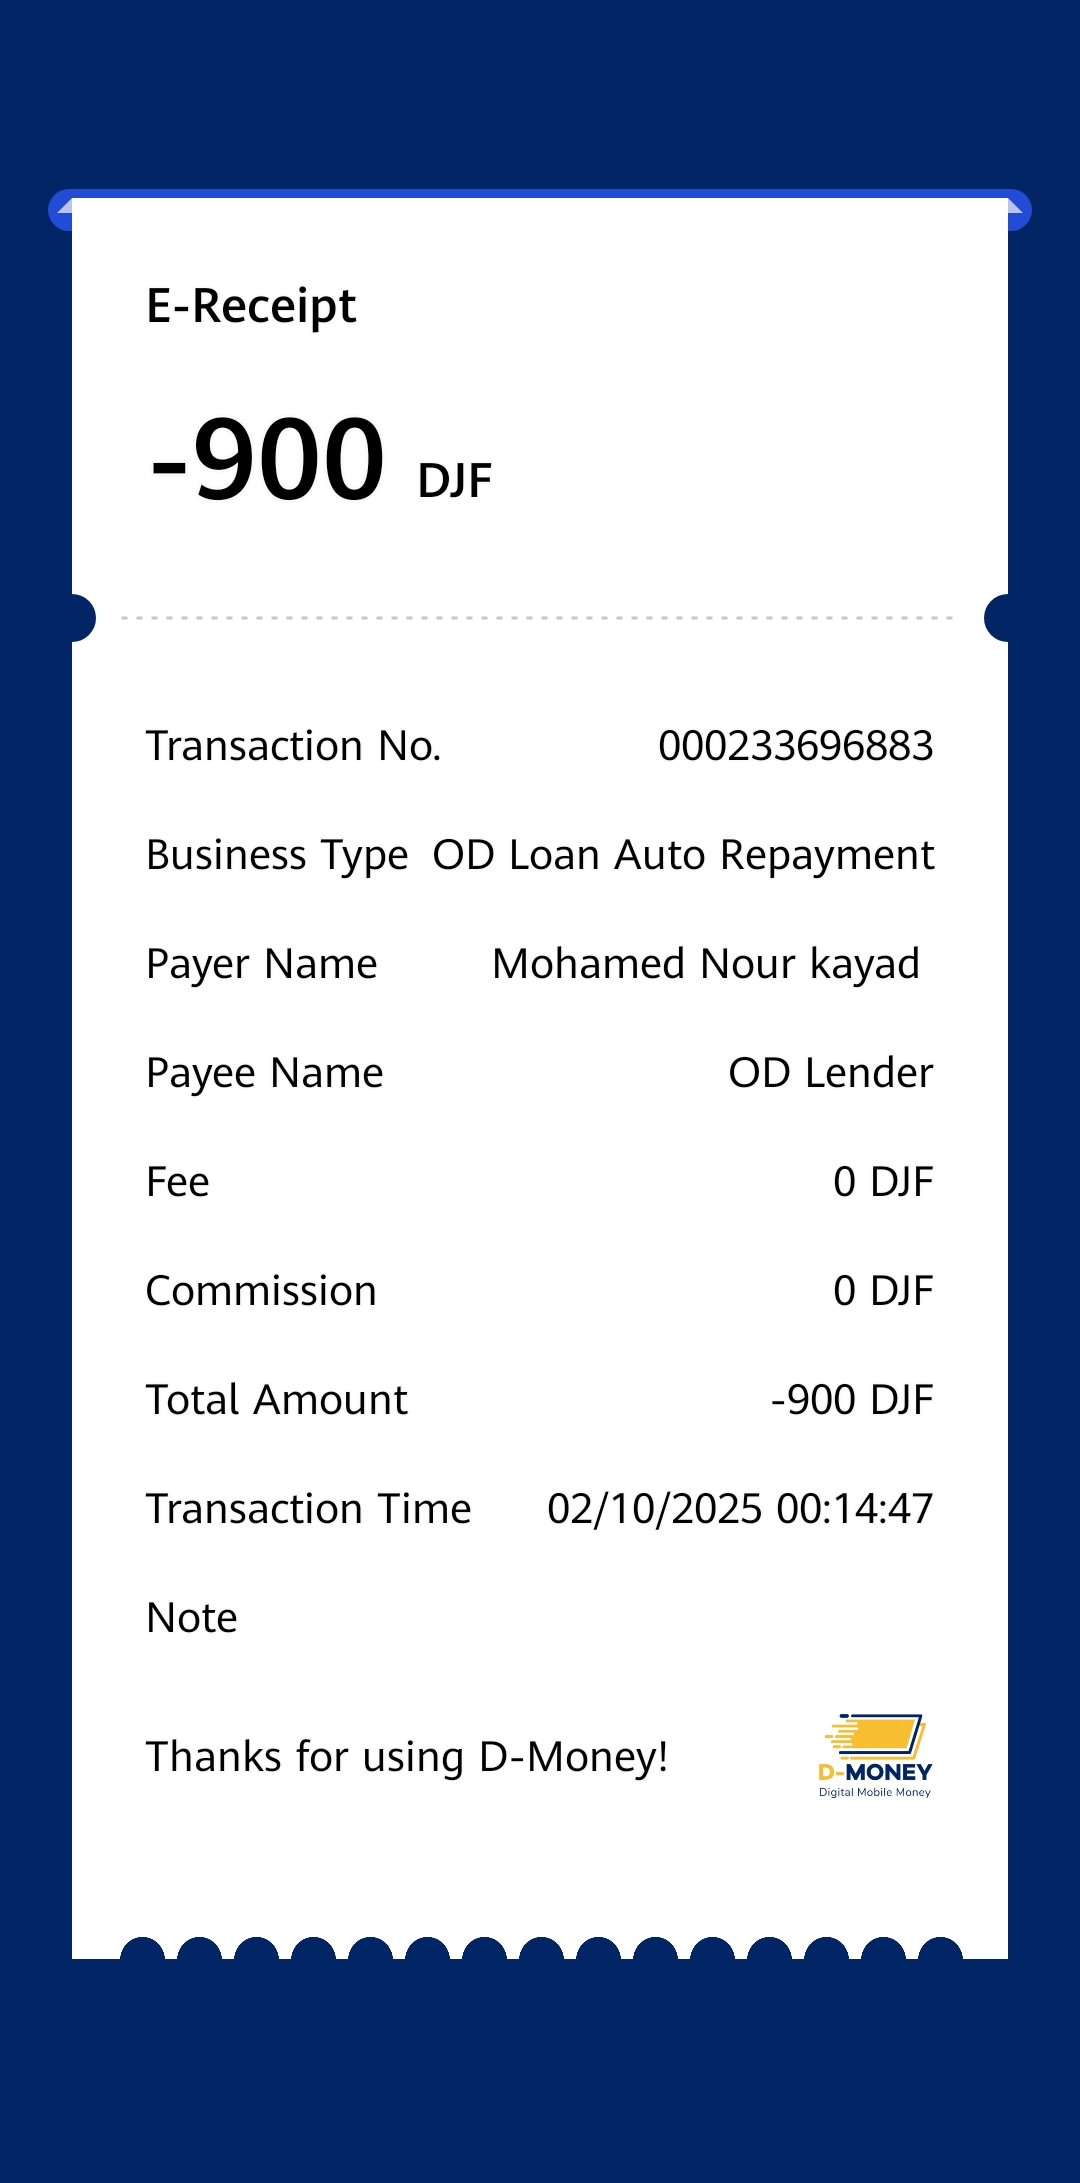 E-Receipt
-900 DJF
Transaction No. 000233696883
Business Type OD Loan Auto Repayment
Payer Name Mohamed Nour kayad
Payee Name OD Lender
Fee 0 DJF
Commission 0 DJF
Total Amount -900 DJF
Transaction Time 02/10/2025 00:14:47
Note
Thanks for using D-Money!
D-MONEY
Digital Mobile Money